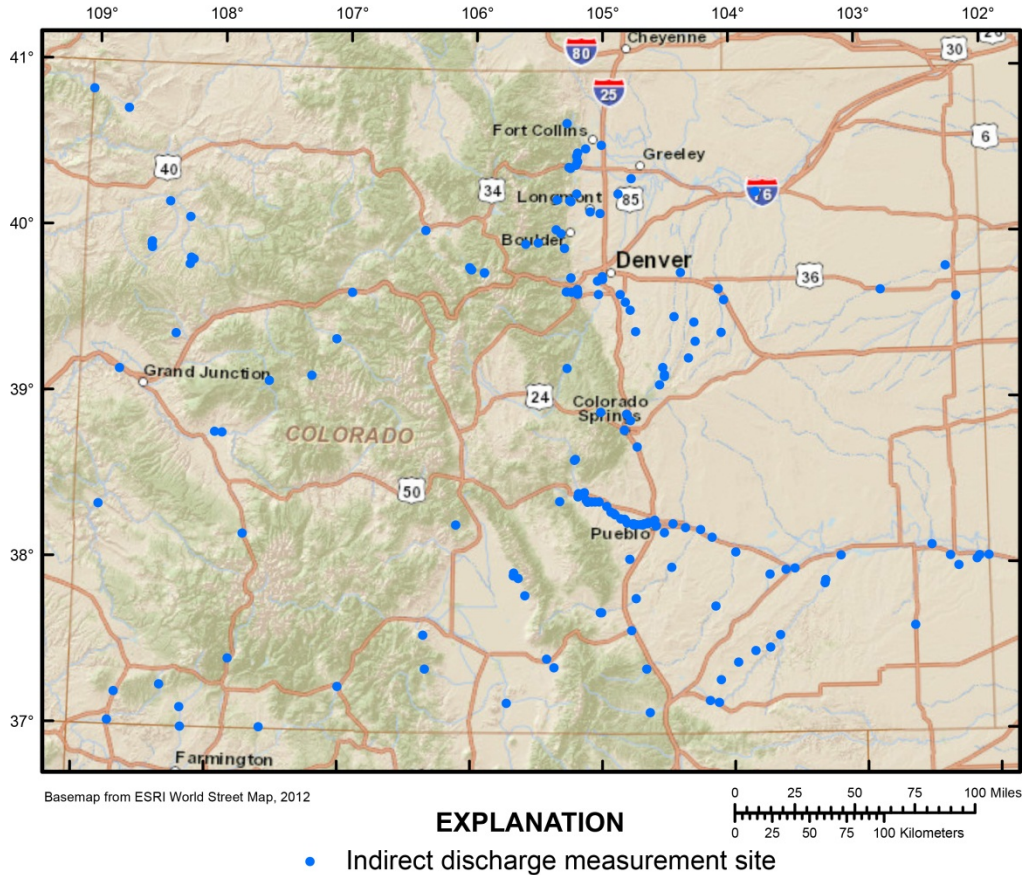 109° 108° 107° 106° 105° 104° 103° 102°
41°
Cheyenne
80
30
25
Fort Collins
6
Greeley
40
34
Longmont
85
76
40°
Boulder
Denver
36
39°
Grand Junction
24
Colorado
Springs
COLORADO
50
Pueblo
38°
37°
Farmington
Basemap from ESRI World Street Map, 2012
0 25 50 75 100 Miles
0 25 50 75 100 Kilometers
EXPLANATION
Indirect discharge measurement site